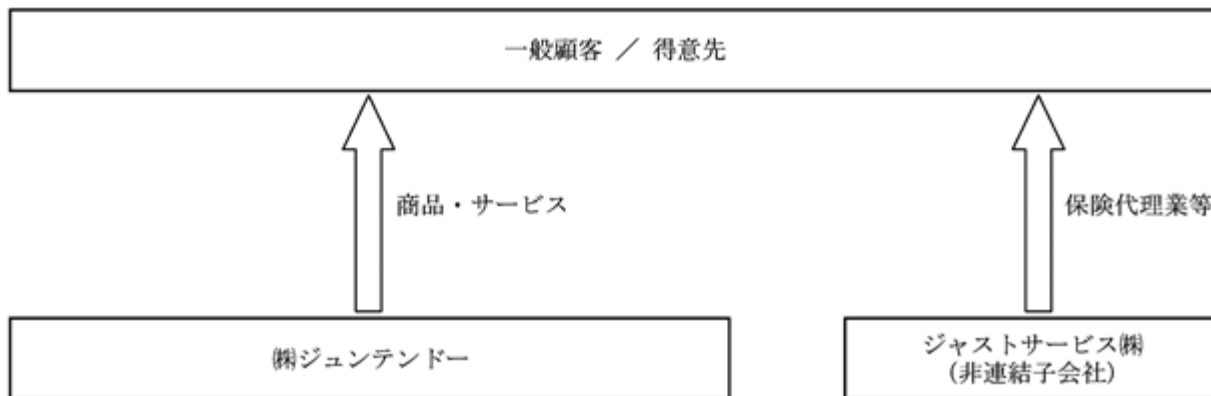 一般顧客 ／ 得意先
商品・サービス
保険代理業等
㈱ジュンテンドー
ジャストサービス㈱
(非連結子会社)